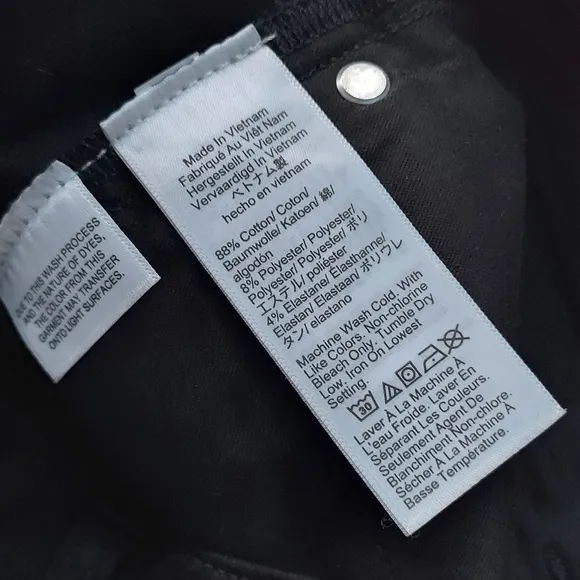 DUE TO THIS WASH PROCESS
AND THE NATURE OF DYES,
THE COLOR FROM THIS
GARMENT MAY TRANSFER
ONTO LIGHT SURFACES.
Made In Vietnam
Fabriqué Au Viêt Nam
Hergestellt In Vietnam
Vervaardigd In Vietnam
ベトナム製
hecho en vietnam
88% Cotton/ Coton/
Baumwolle/ Katoen/ 綿/
algodón
8% Polyester/ Polyester/
Polyester/ Polyester/ ポリ
エステル/ poliéster
4% Elastane/ Élasthanne/
Elastan/ Elastaan/ ポリウレ
タン/ elastano
Machine Wash Cold. With
Like Colors. Non-chlorine
Bleach Only. Tumble Dry
Low. Iron On Lowest
Setting.
30
Laver À La Machine À
L'eau Froide. Laver En
Séparant Les Couleurs.
Seulement Agent De
Blanchiment Non-chlore.
Sécher À La Machine À
Basse Température.